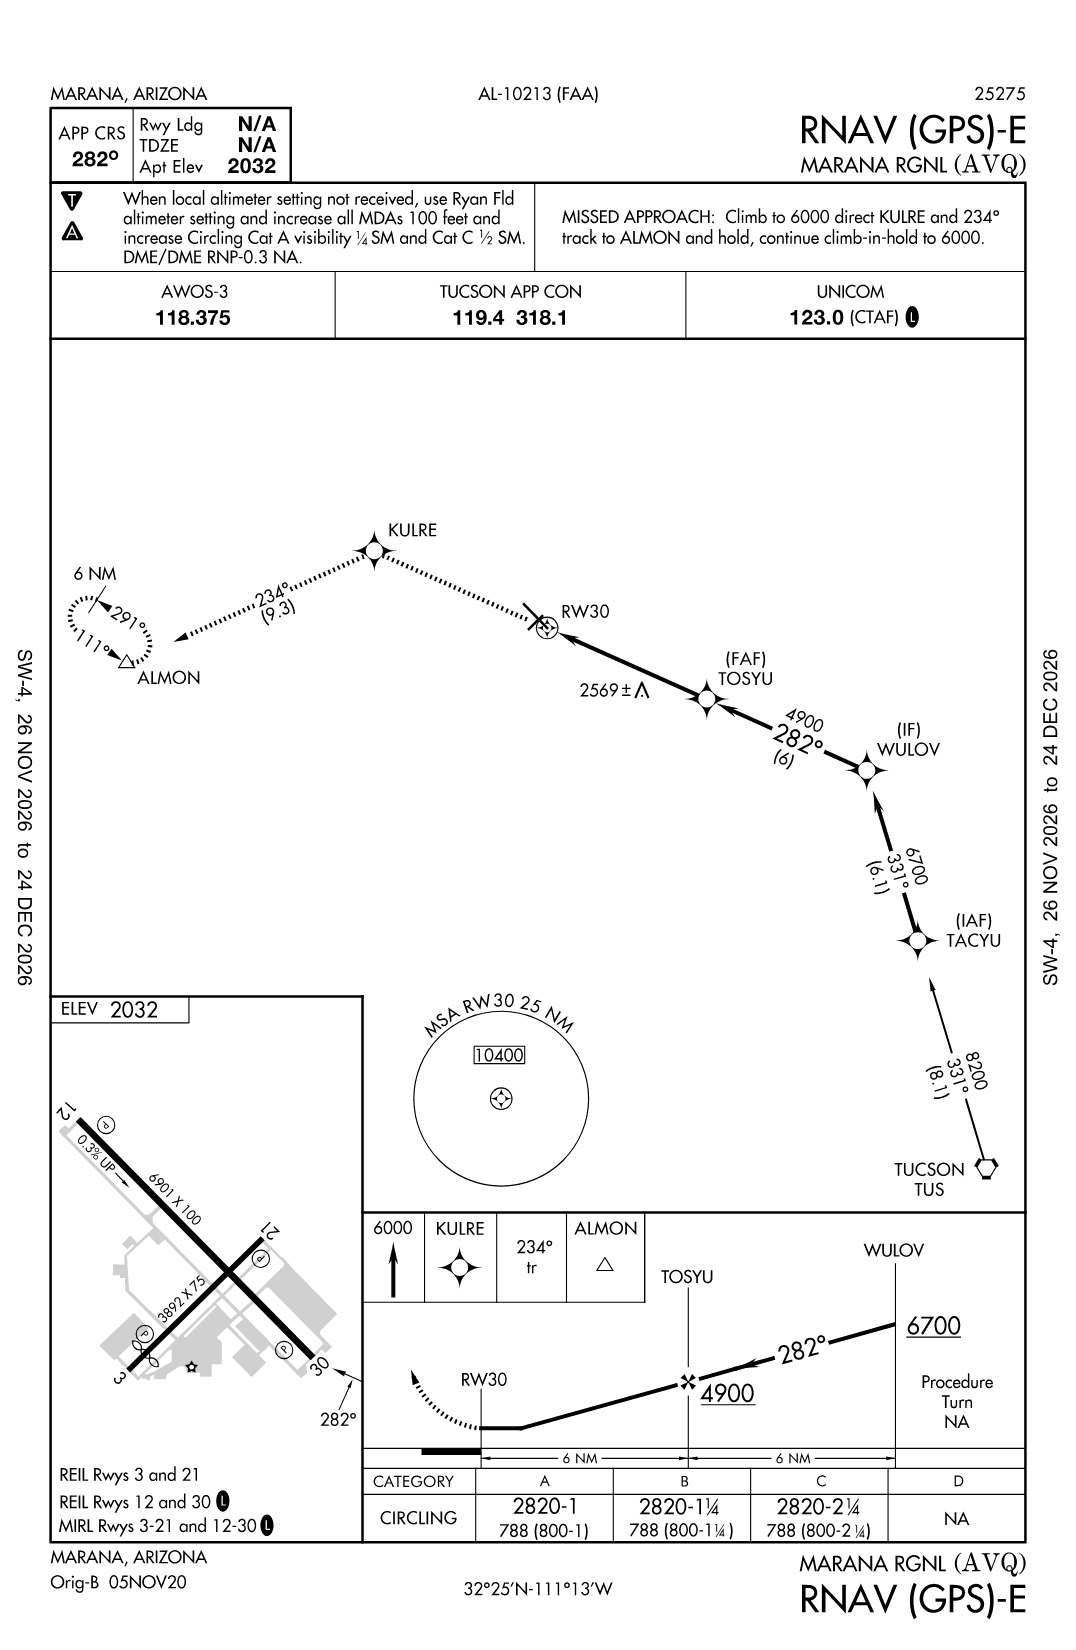 MARANA, ARIZONA
AL-10213 (FAA)
25275
APP CRS
282°
Rwy Ldg N/A
TDZE N/A
Apt Elev 2032
RNAV (GPS)-E
MARANA RGNL (AVQ)
T
A
When local altimeter setting not received, use Ryan Fld
altimeter setting and increase all MDAs 100 feet and
increase Circling Cat A visibility ¼ SM and Cat C ½ SM.
DME/DME RNP-0.3 NA.
MISSED APPROACH: Climb to 6000 direct KULRE and 234°
track to ALMON and hold, continue climb-in-hold to 6000.
AWOS-3
118.375
TUCSON APP CON
119.4 318.1
UNICOM
123.0 (CTAF) L
KULRE
6 NM
291°
111°
ALMON
234°
(9.3)
RW30
2569 ±
(FAF)
TOSYU
4900
282°
(6)
(IF)
WULOV
6700
331°
(6.1)
(IAF)
TACYU
8200
331°
(8.1)
TUCSON
TUS
SW-4, 26 NOV 2026 to 24 DEC 2026
SW-4, 26 NOV 2026 to 24 DEC 2026
MSA RW30 25 NM
10400
ELEV 2032
12
P
0.3% UP
6901 X 100
21
P
3892 X 75
P
P
3
30
282°
REIL Rwys 3 and 21
REIL Rwys 12 and 30 L
MIRL Rwys 3-21 and 12-30 L
6000
KULRE
234°
tr
ALMON
WULOV
TOSYU
6700
282°
4900
RW30
Procedure
Turn
NA
6 NM
6 NM
CATEGORY A B C D
CIRCLING
2820-1
788 (800-1)
2820-1¼
788 (800-1¼)
2820-2¼
788 (800-2¼)
NA
MARANA, ARIZONA
Orig-B 05NOV20
32°25'N-111°13'W
MARANA RGNL (AVQ)
RNAV (GPS)-E